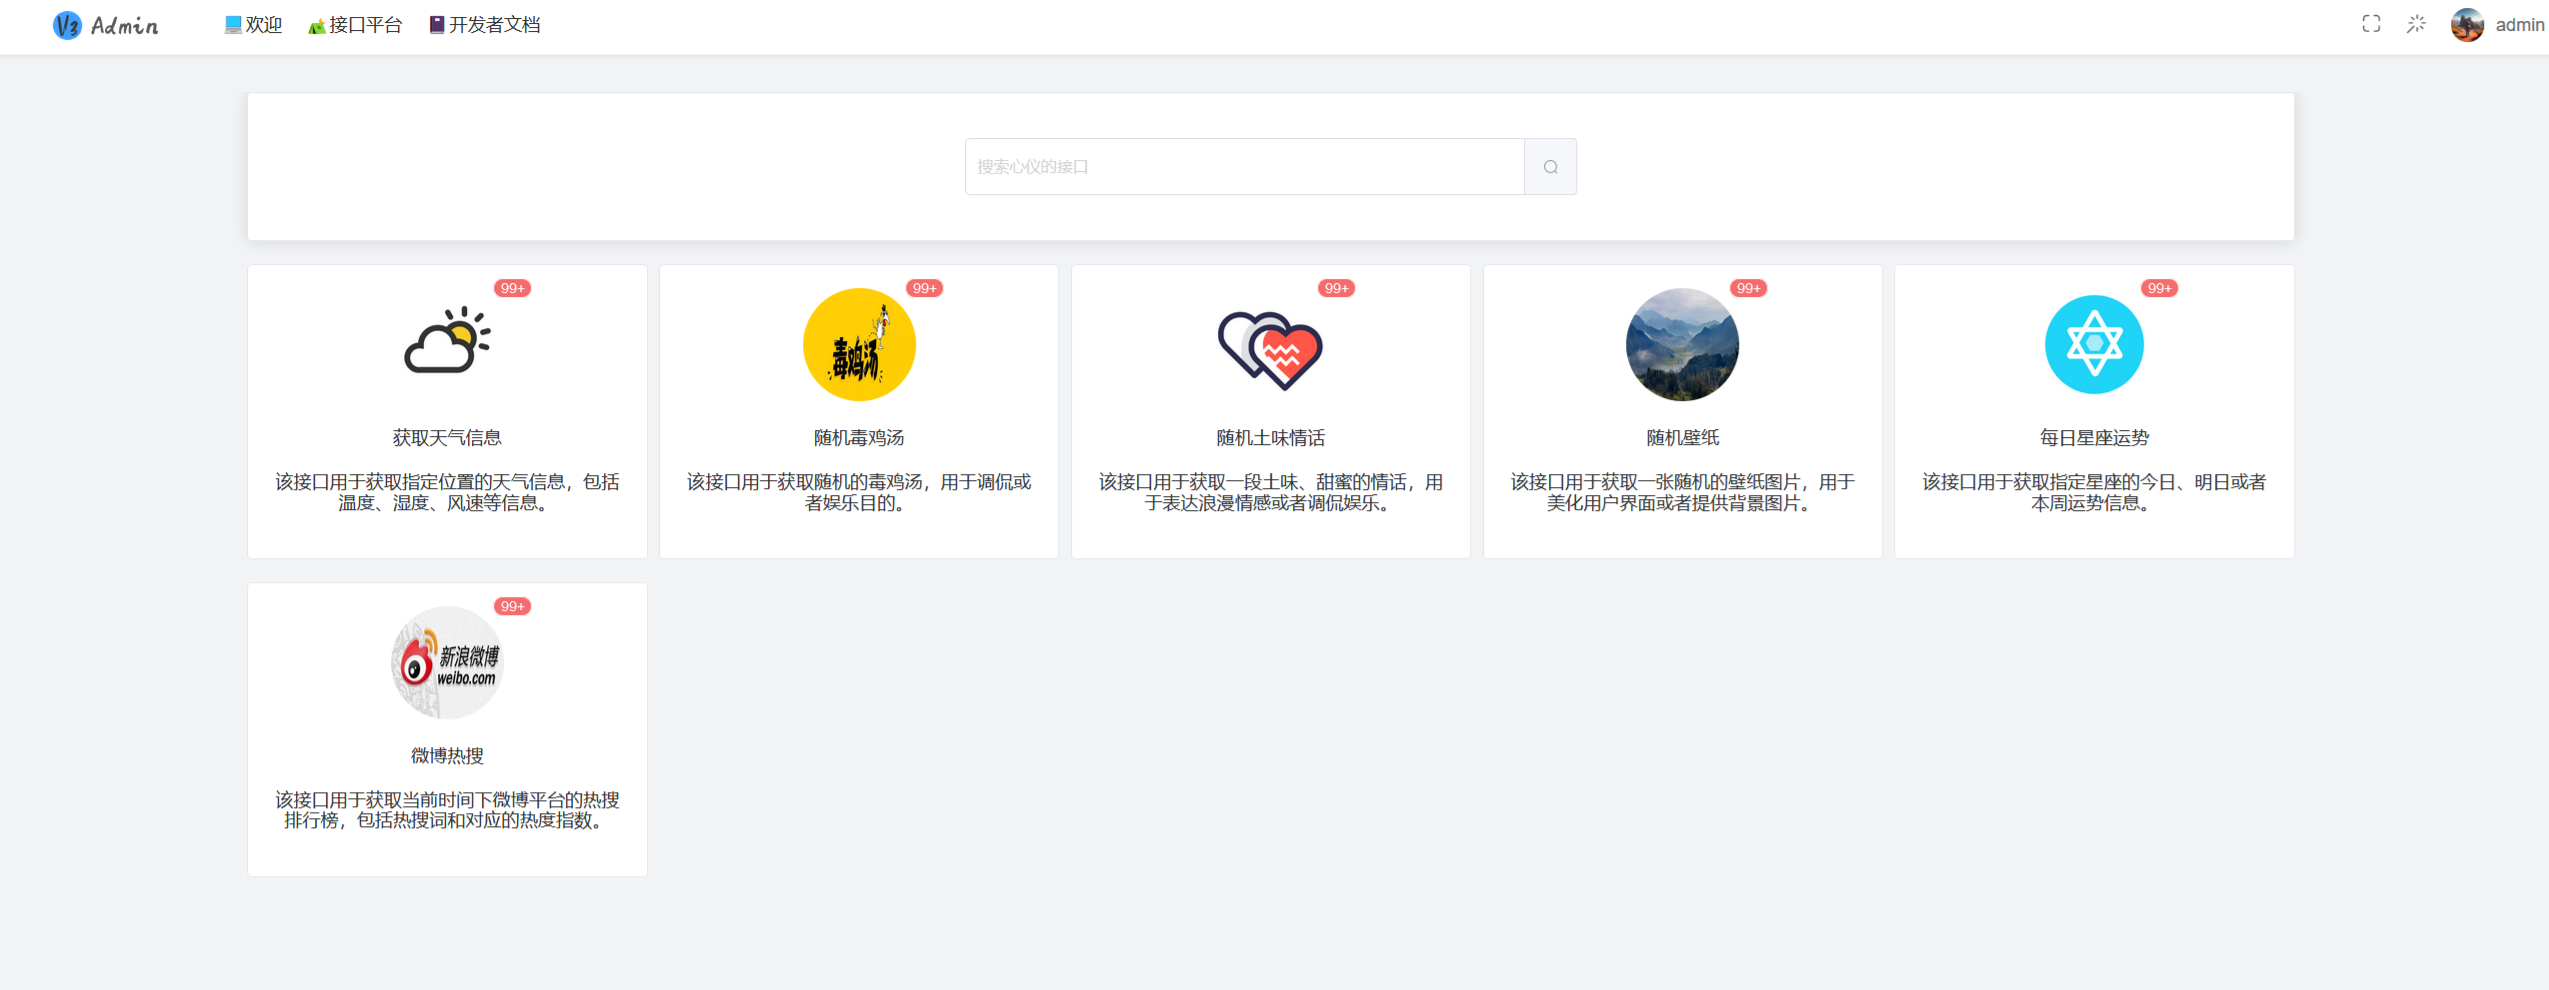 V3 Admin
欢迎
接口平台
开发者文档
admin
搜索心仪的接口
99+
获取天气信息
该接口用于获取指定位置的天气信息，包括
温度、湿度、风速等信息。
99+
毒鸡汤
随机毒鸡汤
该接口用于获取随机的毒鸡汤，用于调侃或
者娱乐目的。
99+
随机土味情话
该接口用于获取一段土味、甜蜜的情话，用
于表达浪漫情感或者调侃娱乐。
99+
随机壁纸
该接口用于获取一张随机的壁纸图片，用于
美化用户界面或者提供背景图片。
99+
每日星座运势
该接口用于获取指定星座的今日、明日或者
本周运势信息。
99+
新浪微博
weibo.com
微博热搜
该接口用于获取当前时间下微博平台的热搜
排行榜，包括热搜词和对应的热度指数。